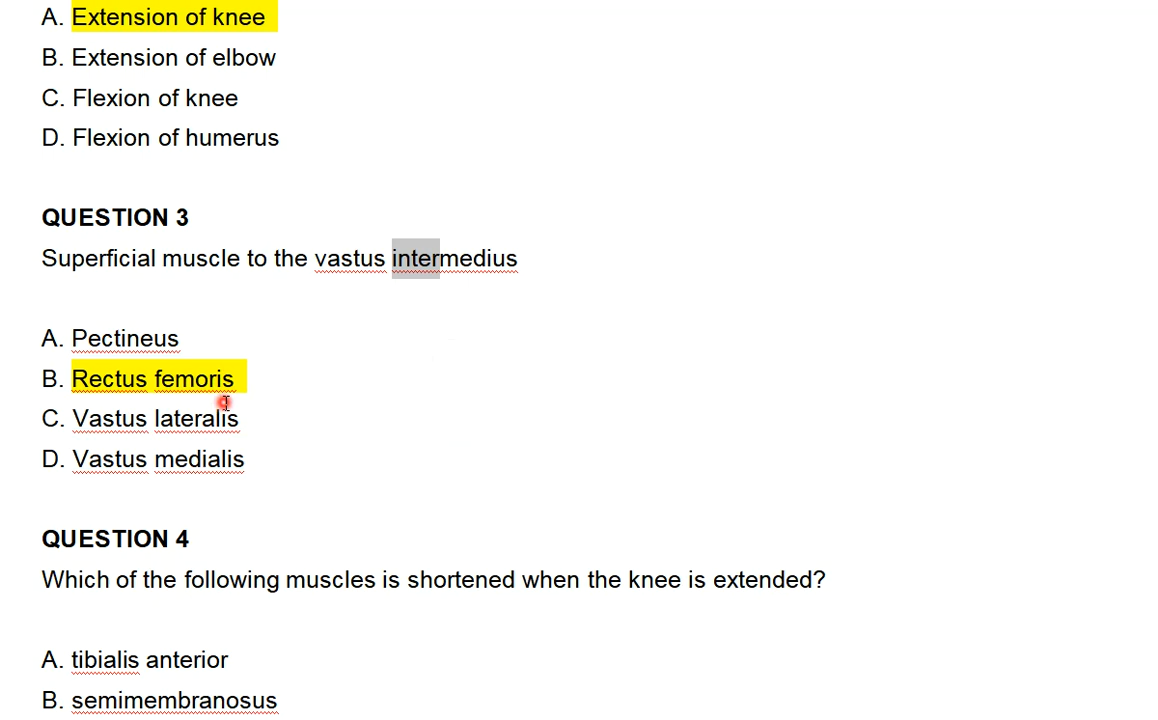 A. Extension of knee
B. Extension of elbow
C. Flexion of knee
D. Flexion of humerus
QUESTION 3
Superficial muscle to the vastus intermedius
A. Pectineus
B. Rectus femoris
C. Vastus lateralis
D. Vastus medialis
QUESTION 4
Which of the following muscles is shortened when the knee is extended?
A. tibialis anterior
B. semimembranosus